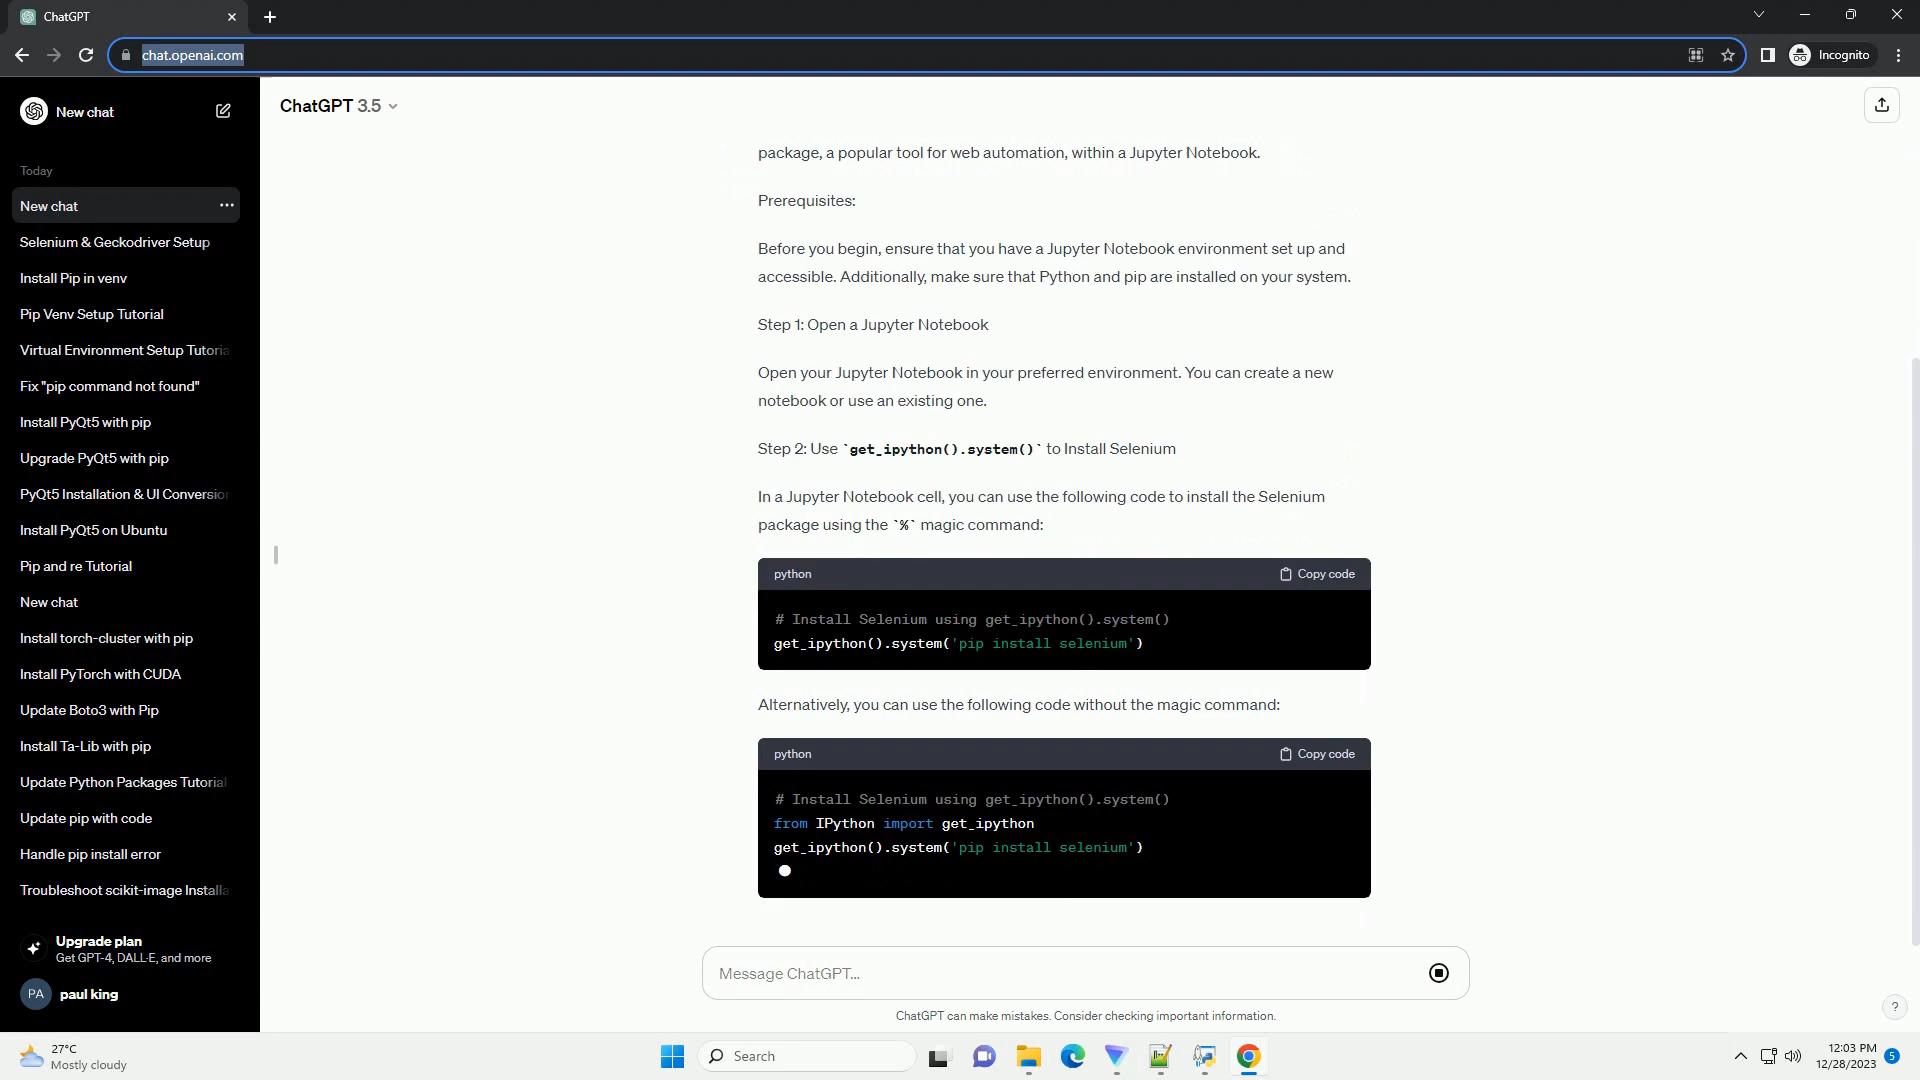 ChatGPT
chat.openai.com
Incognito
New chat
ChatGPT 3.5
Today
New chat
Selenium & Geckodriver Setup
Install Pip in venv
Pip Venv Setup Tutorial
Virtual Environment Setup Tutoria
Fix "pip command not found"
Install PyQt5 with pip
Upgrade PyQt5 with pip
PyQt5 Installation & UI Conversion
Install PyQt5 on Ubuntu
Pip and re Tutorial
New chat
Install torch-cluster with pip
Install PyTorch with CUDA
Update Boto3 with Pip
Install Ta-Lib with pip
Update Python Packages Tutorial
Update pip with code
Handle pip install error
Troubleshoot scikit-image Installa
Upgrade plan
Get GPT-4, DALL·E, and more
PA
paul king
package, a popular tool for web automation, within a Jupyter Notebook.
Prerequisites:
Before you begin, ensure that you have a Jupyter Notebook environment set up and
accessible. Additionally, make sure that Python and pip are installed on your system.
Step 1: Open a Jupyter Notebook
Open your Jupyter Notebook in your preferred environment. You can create a new
notebook or use an existing one.
Step 2: Use `get_ipython().system()` to Install Selenium
In a Jupyter Notebook cell, you can use the following code to install the Selenium
package using the `%` magic command:
python
Copy code
# Install Selenium using get_ipython().system()
get_ipython().system('pip install selenium')
Alternatively, you can use the following code without the magic command:
python
Copy code
# Install Selenium using get_ipython().system()
from IPython import get_ipython
get_ipython().system('pip install selenium')
Message ChatGPT...
ChatGPT can make mistakes. Consider checking important information.
?
27°C
Mostly cloudy
Search
12:03 PM
12/28/2023
5